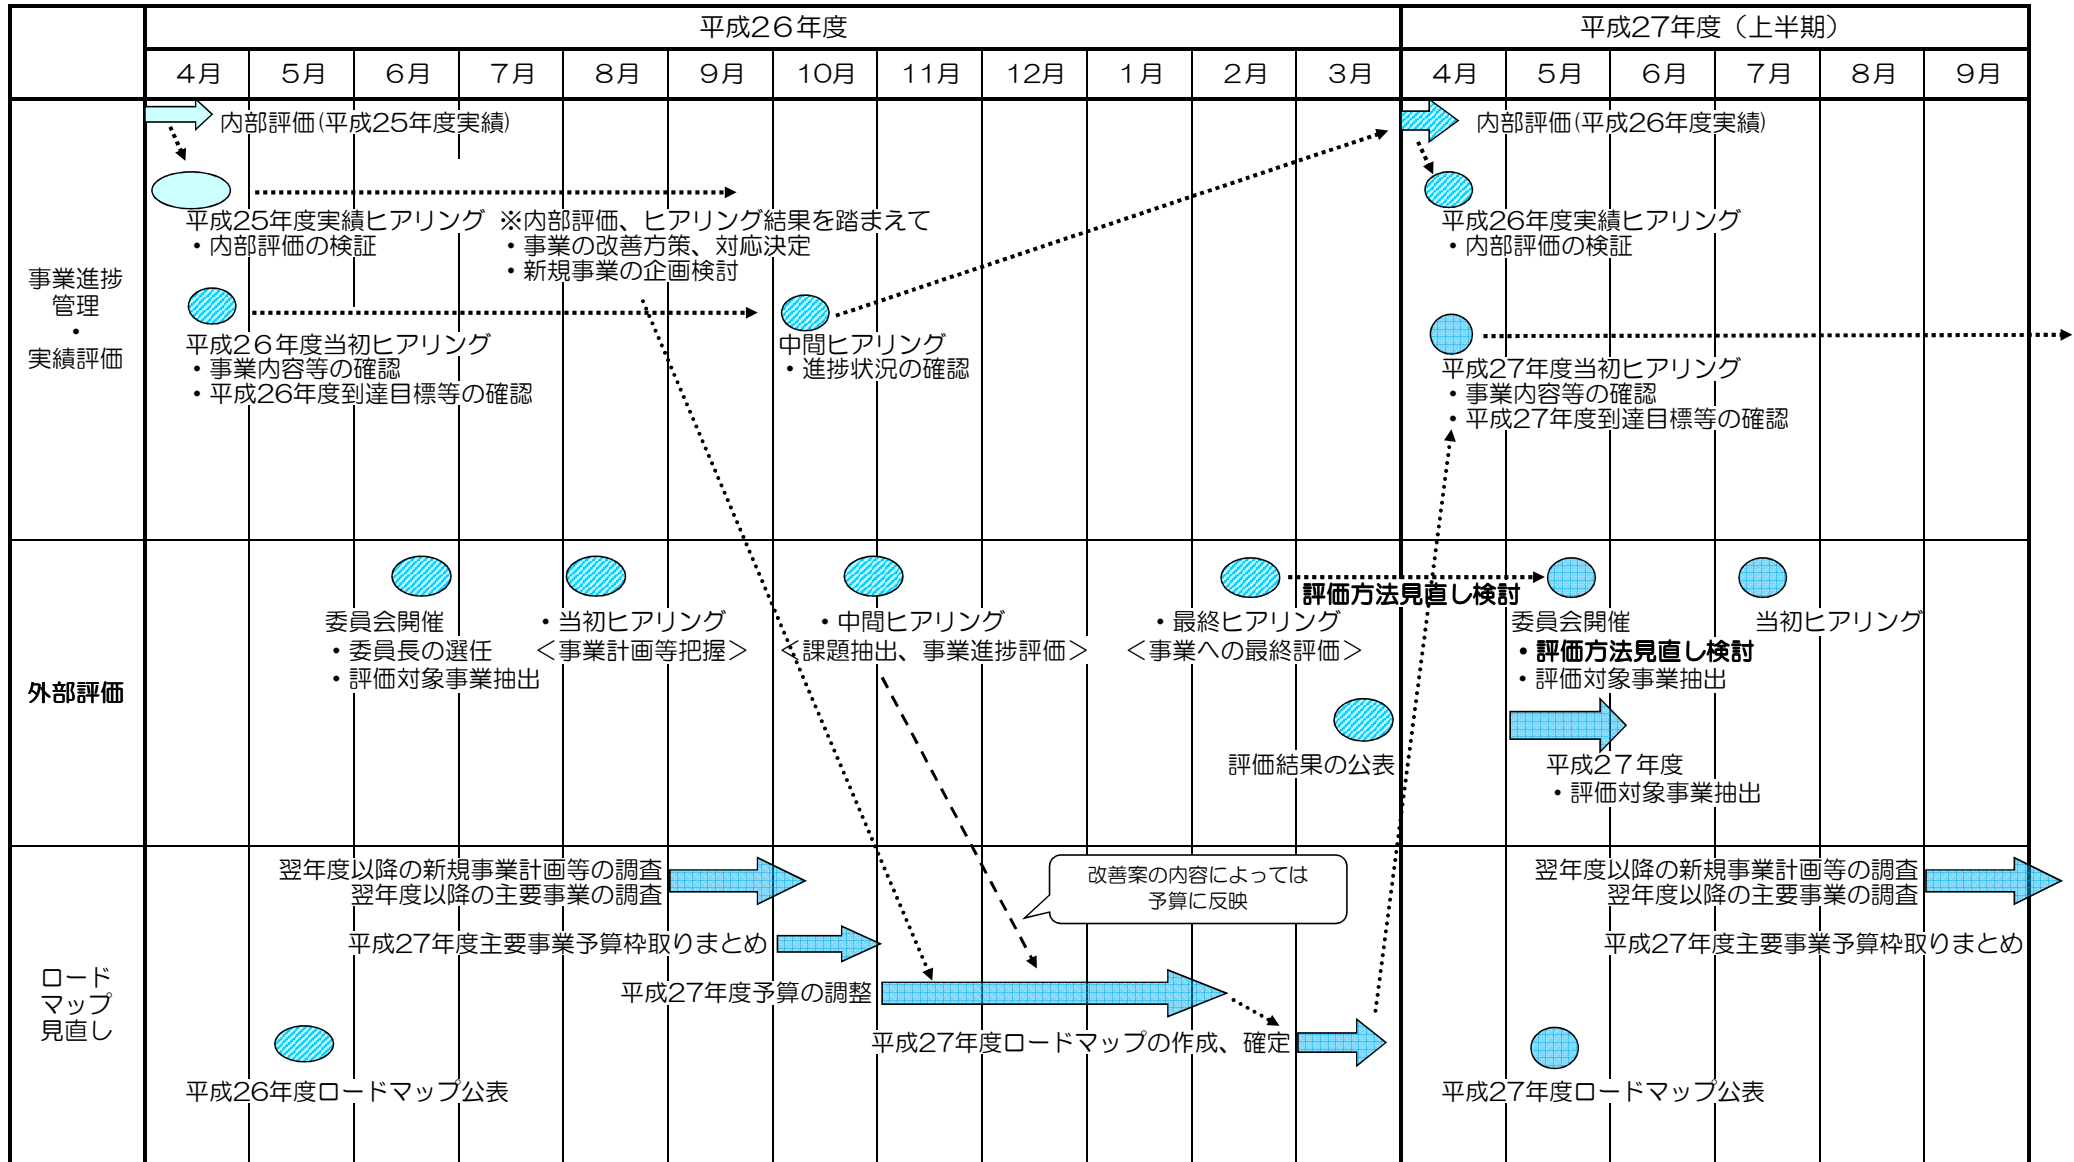 平成26年度
平成27年度（上半期）
4月 5月 6月 7月 8月 9月 10月 11月 12月 1月 2月 3月 4月 5月 6月 7月 8月 9月
事業進捗
管理
・
実績評価
内部評価(平成25年度実績)
平成25年度実績ヒアリング
・内部評価の検証
※内部評価、ヒアリング結果を踏まえて
・事業の改善方策、対応決定
・新規事業の企画検討
平成26年度当初ヒアリング
・事業内容等の確認
・平成26年度到達目標等の確認
中間ヒアリング
・進捗状況の確認
内部評価(平成26年度実績)
平成26年度実績ヒアリング
・内部評価の検証
平成27年度当初ヒアリング
・事業内容等の確認
・平成27年度到達目標等の確認
外部評価
委員会開催
・委員長の選任
・評価対象事業抽出
・当初ヒアリング
＜事業計画等把握＞
・中間ヒアリング
＜課題抽出、事業進捗評価＞
・最終ヒアリング
＜事業への最終評価＞
評価方法見直し検討
評価結果の公表
委員会開催
・評価方法見直し検討
・評価対象事業抽出
当初ヒアリング
平成27年度
・評価対象事業抽出
ロード
マップ
見直し
翌年度以降の新規事業計画等の調査
翌年度以降の主要事業の調査
平成27年度主要事業予算枠取りまとめ
平成27年度予算の調整
改善案の内容によっては
予算に反映
平成27年度ロードマップの作成、確定
平成26年度ロードマップ公表
翌年度以降の新規事業計画等の調査
翌年度以降の主要事業の調査
平成27年度主要事業予算枠取りまとめ
平成27年度ロードマップ公表